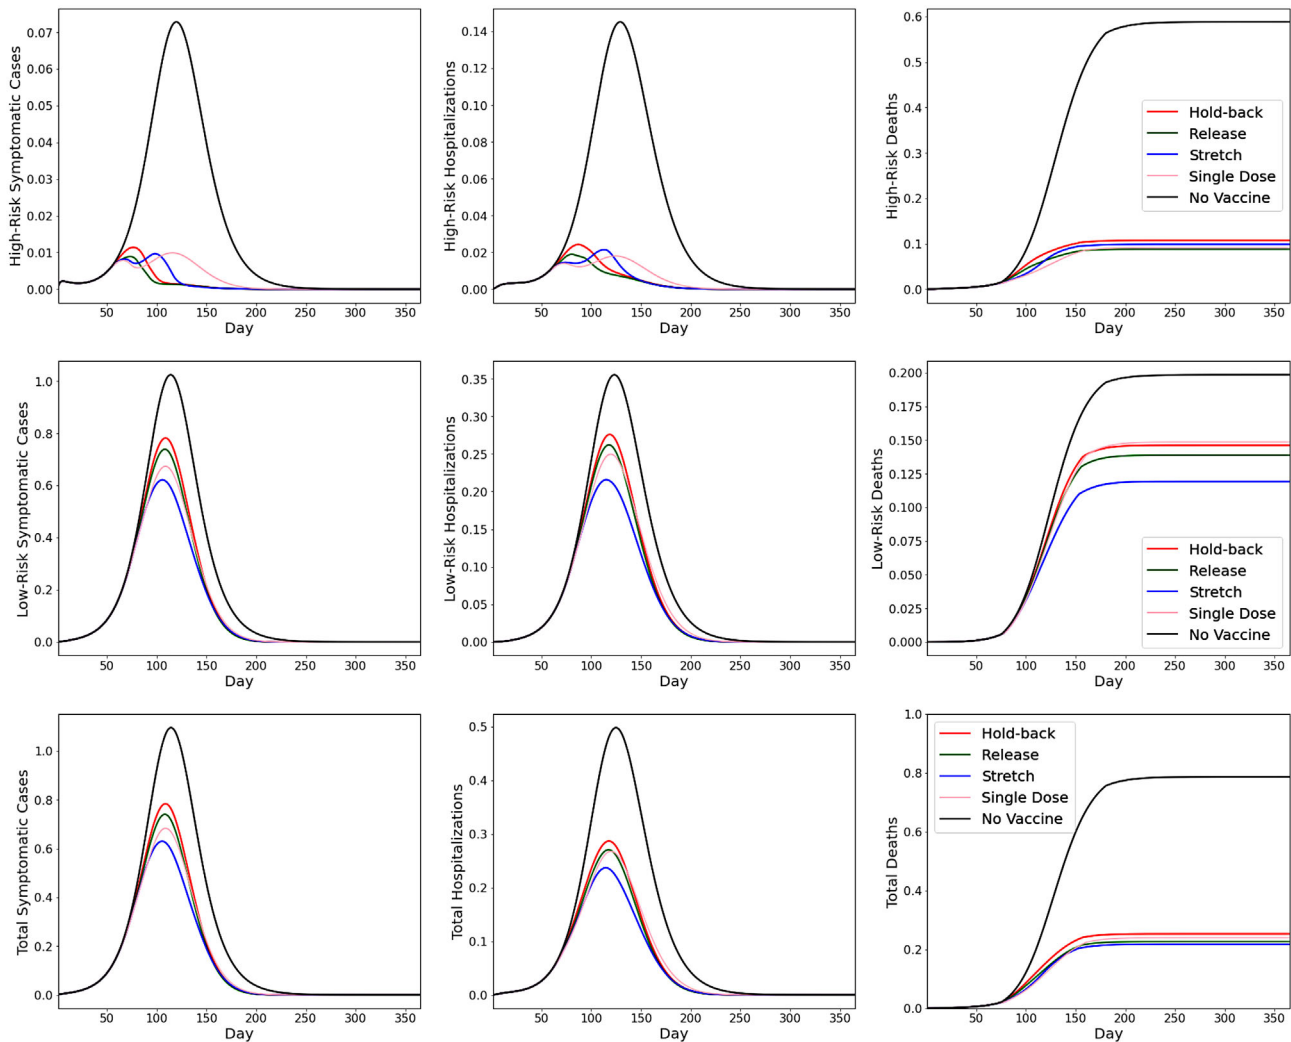 High-Risk Symptomatic Cases
0.07
0.06
0.05
0.04
0.03
0.02
0.01
0.00
50 100 150 200 250 300 350
Day
High-Risk Hospitalizations
0.14
0.12
0.10
0.08
0.06
0.04
0.02
0.00
50 100 150 200 250 300 350
Day
High-Risk Deaths
0.6
0.5
0.4
0.3
0.2
0.1
0.0
50 100 150 200 250 300 350
Day
Hold-back
Release
Stretch
Single Dose
No Vaccine
Low-Risk Symptomatic Cases
1.0
0.8
0.6
0.4
0.2
0.0
50 100 150 200 250 300 350
Day
Low-Risk Hospitalizations
0.35
0.30
0.25
0.20
0.15
0.10
0.05
0.00
50 100 150 200 250 300 350
Day
Low-Risk Deaths
0.200
0.175
0.150
0.125
0.100
0.075
0.050
0.025
0.000
50 100 150 200 250 300 350
Day
Hold-back
Release
Stretch
Single Dose
No Vaccine
Total Symptomatic Cases
1.0
0.8
0.6
0.4
0.2
0.0
50 100 150 200 250 300 350
Day
Total Hospitalizations
0.5
0.4
0.3
0.2
0.1
0.0
50 100 150 200 250 300 350
Day
Total Deaths
1.0
0.8
0.6
0.4
0.2
0.0
50 100 150 200 250 300 350
Day
Hold-back
Release
Stretch
Single Dose
No Vaccine